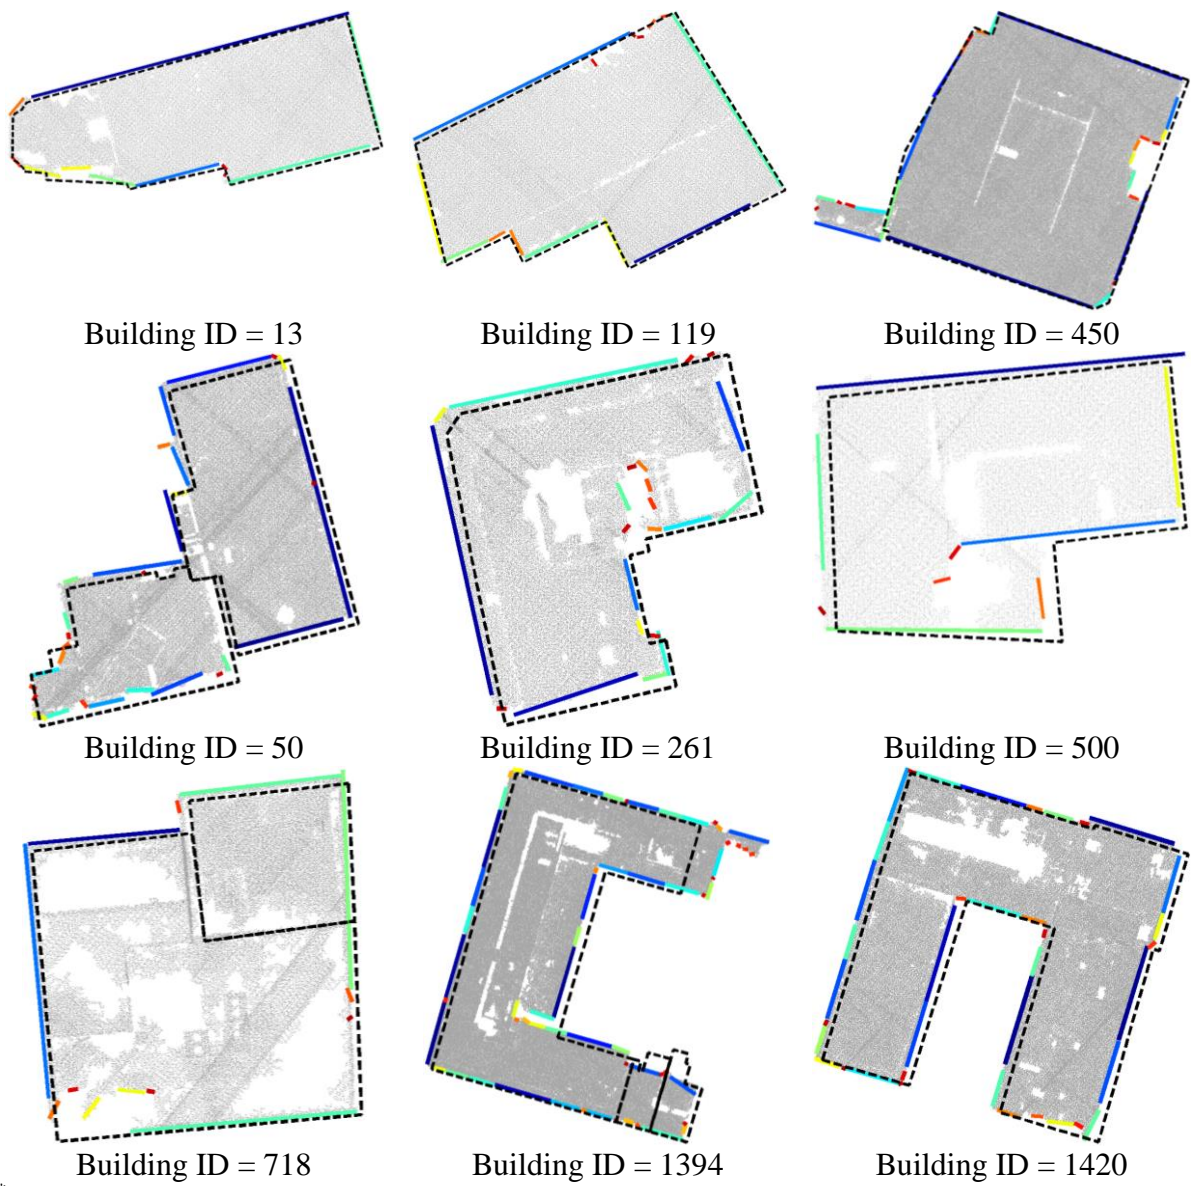 Building ID = 13
Building ID = 119
Building ID = 450
Building ID = 50
Building ID = 261
Building ID = 500
Building ID = 718
Building ID = 1394
Building ID = 1420